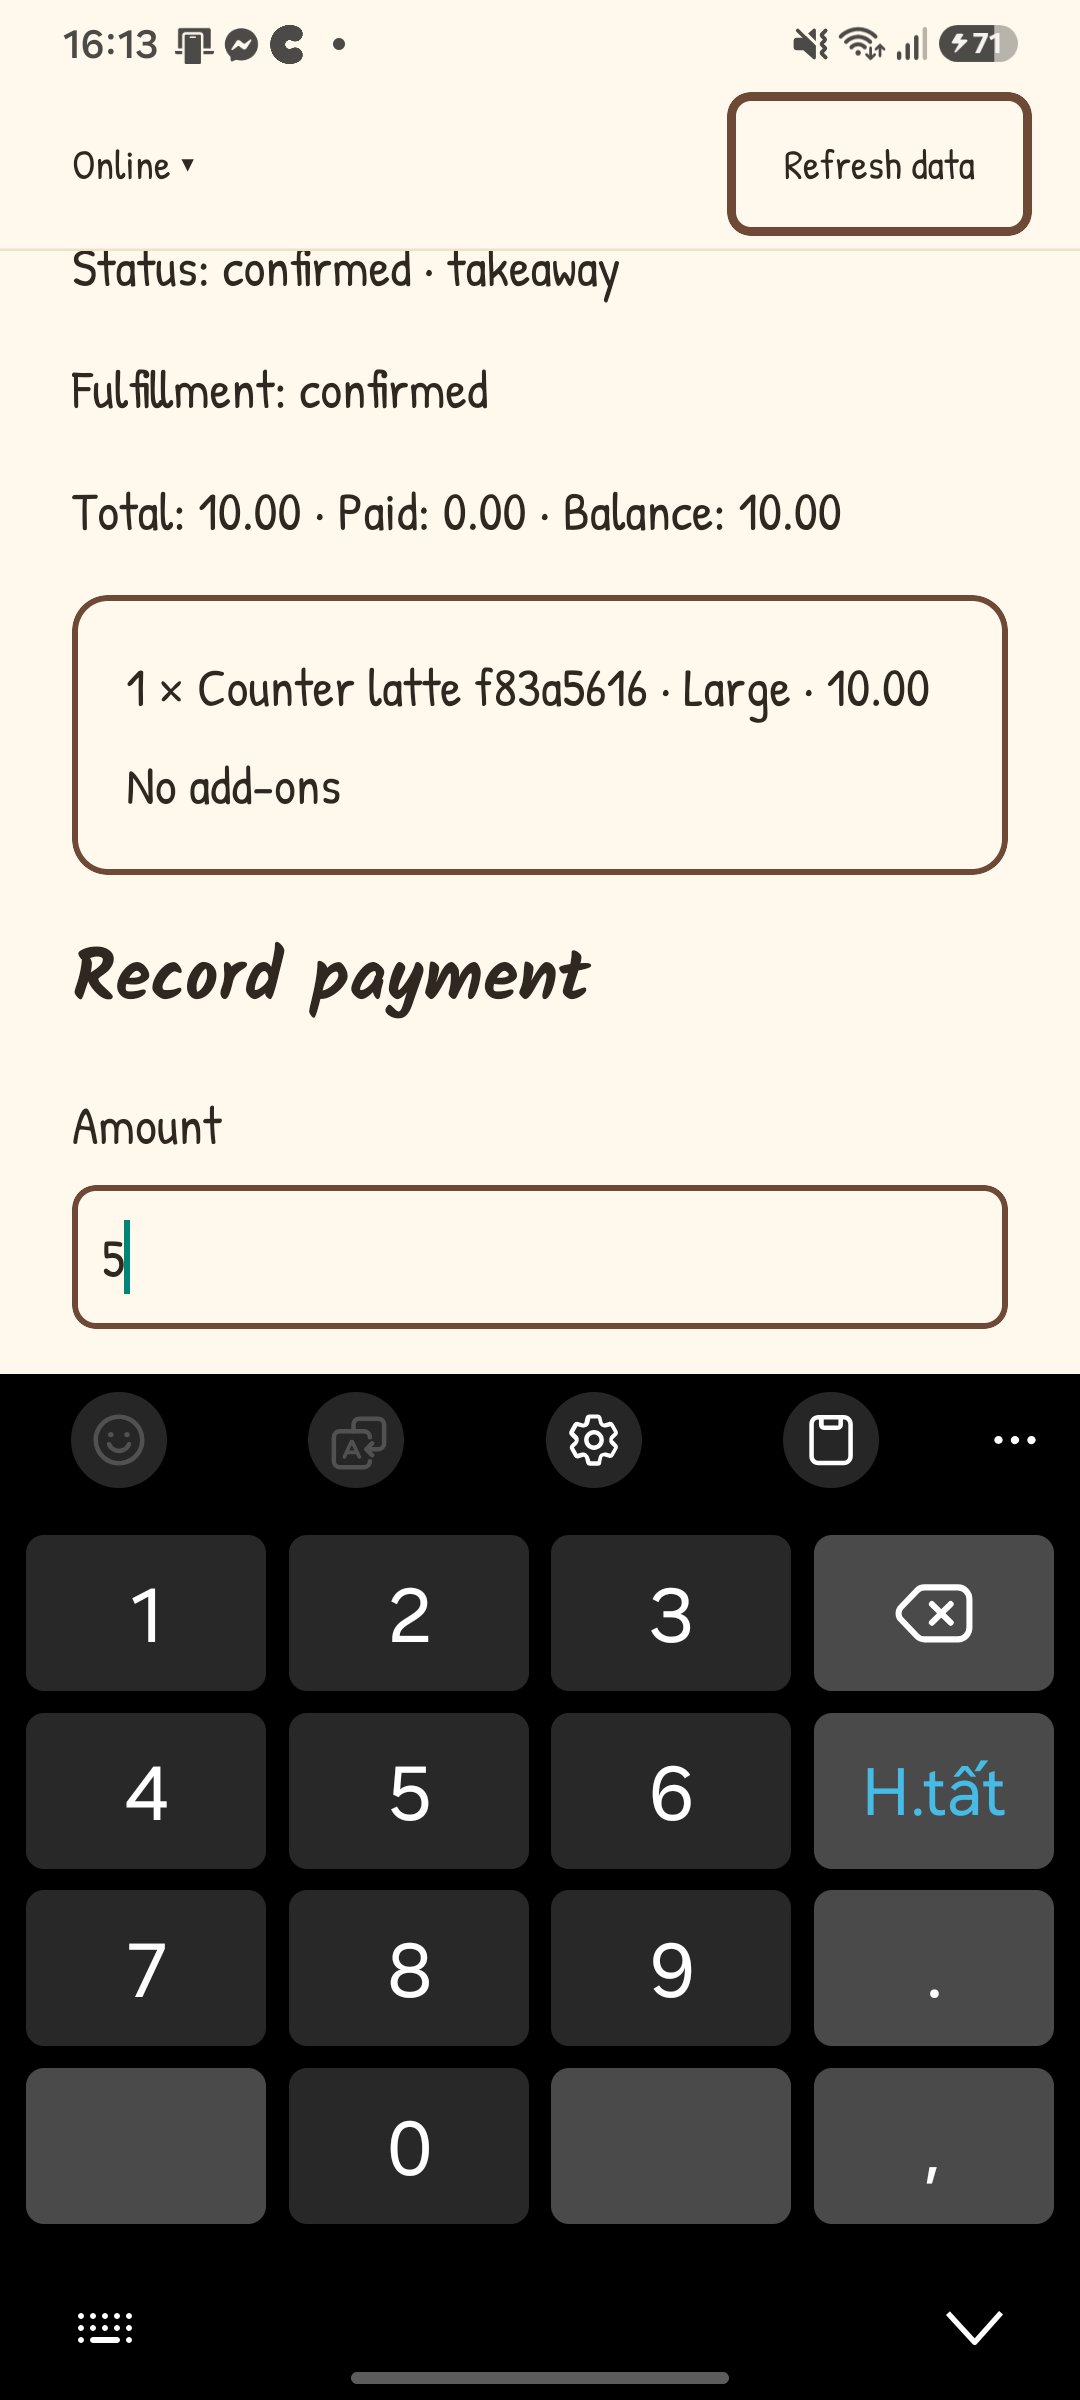 16:13
71
Online ▾
Refresh data
Status: confirmed · takeaway
Fulfillment: confirmed
Total: 10.00 · Paid: 0.00 · Balance: 10.00
1 × Counter latte f83a5616 · Large · 10.00
No add-ons
Record payment
Amount
5
1 2 3
4 5 6 H.tất
7 8 9 .
0 ,